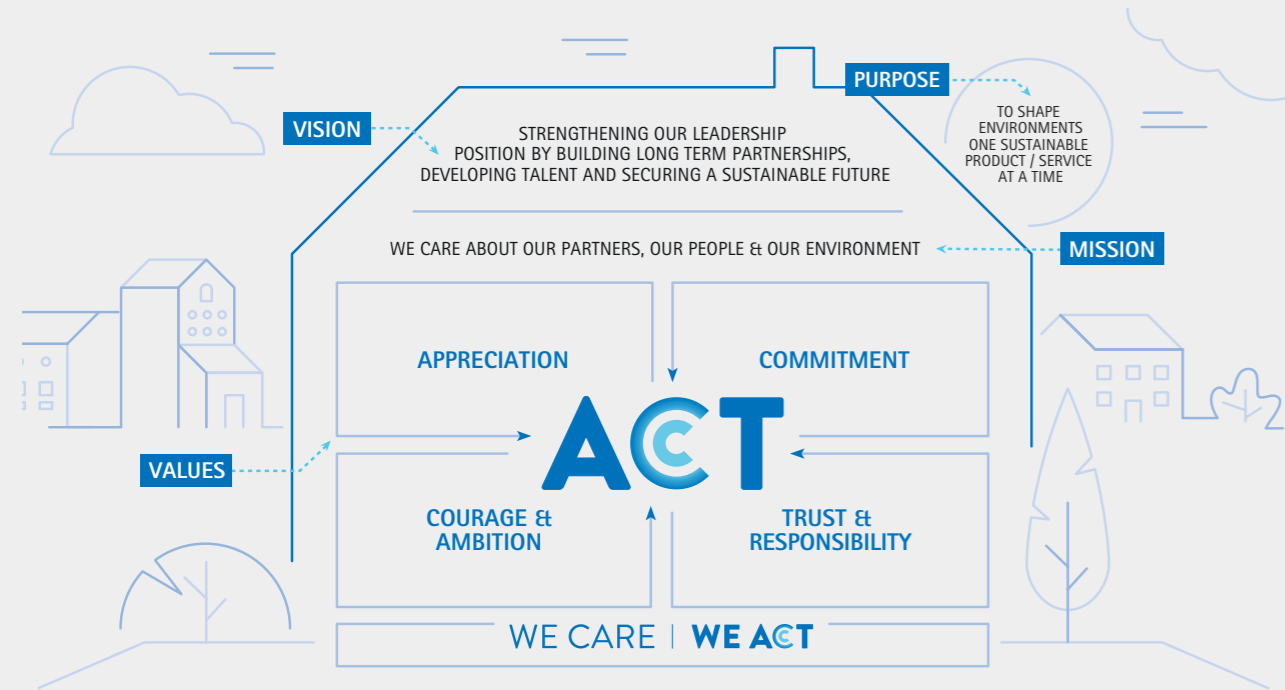 PURPOSE
TO SHAPE
ENVIRONMENTS
ONE SUSTAINABLE
PRODUCT / SERVICE
AT A TIME
VISION
STRENGTHENING OUR LEADERSHIP
POSITION BY BUILDING LONG TERM PARTNERSHIPS,
DEVELOPING TALENT AND SECURING A SUSTAINABLE FUTURE
WE CARE ABOUT OUR PARTNERS, OUR PEOPLE & OUR ENVIRONMENT
MISSION
APPRECIATION
COMMITMENT
ACCT
VALUES
COURAGE &
AMBITION
TRUST &
RESPONSIBILITY
WE CARE | WE ACCT